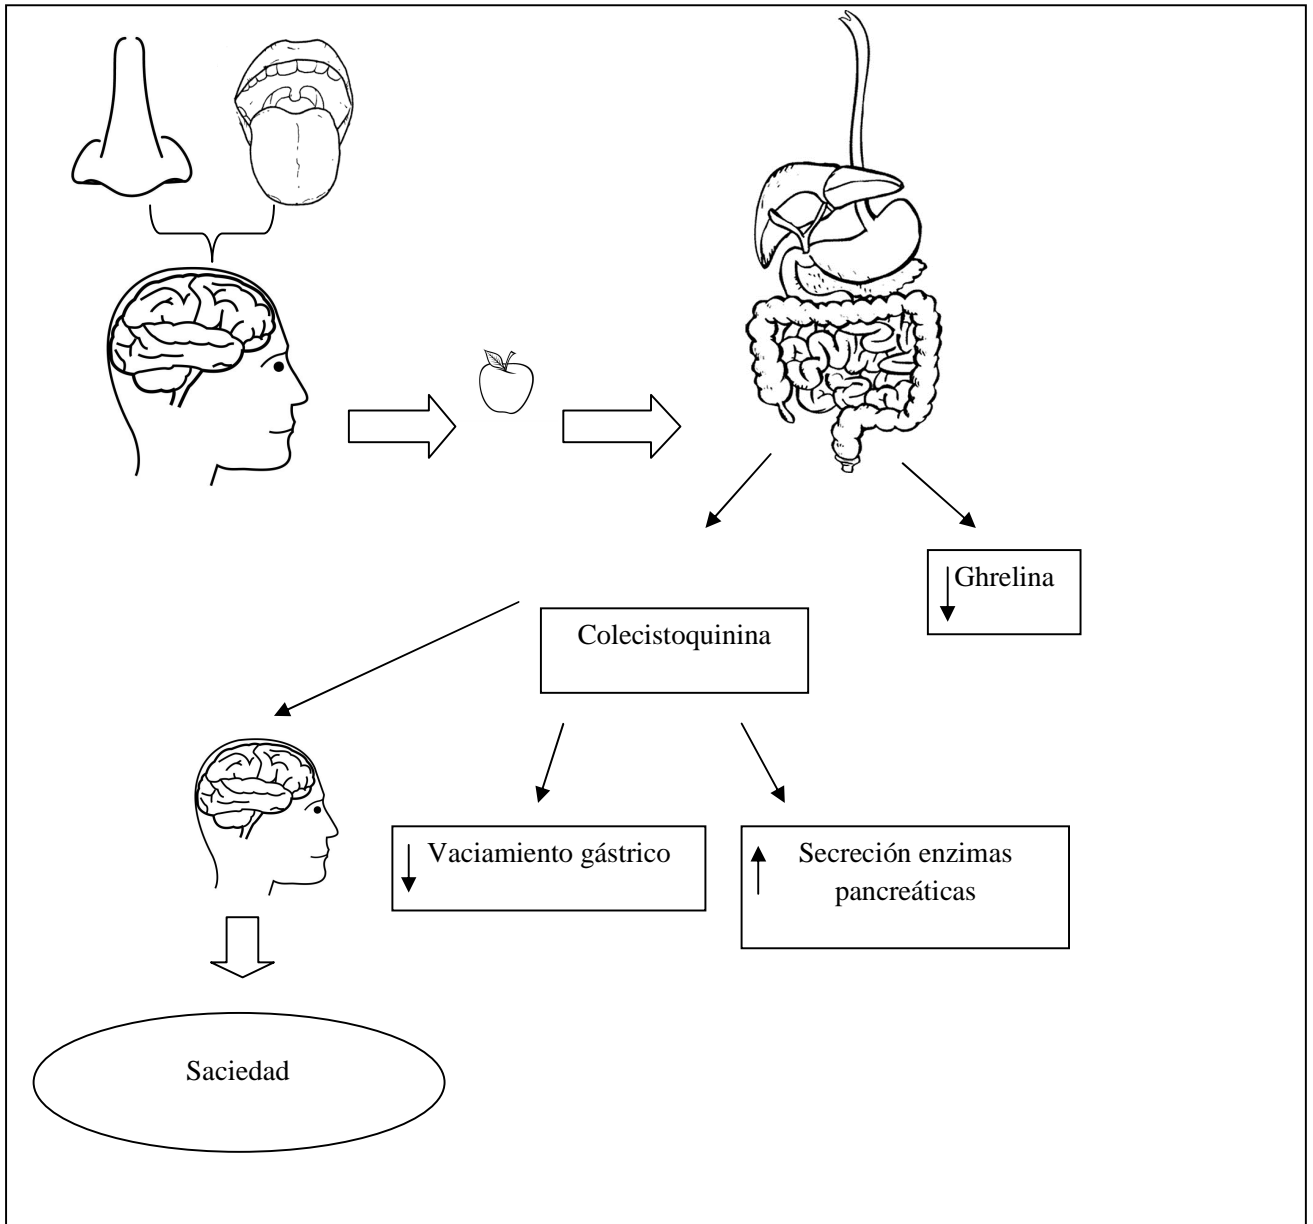 Ghrelina
Colecistoquinina
Vaciamiento gástrico
Secreción enzimas
pancreáticas
Saciedad